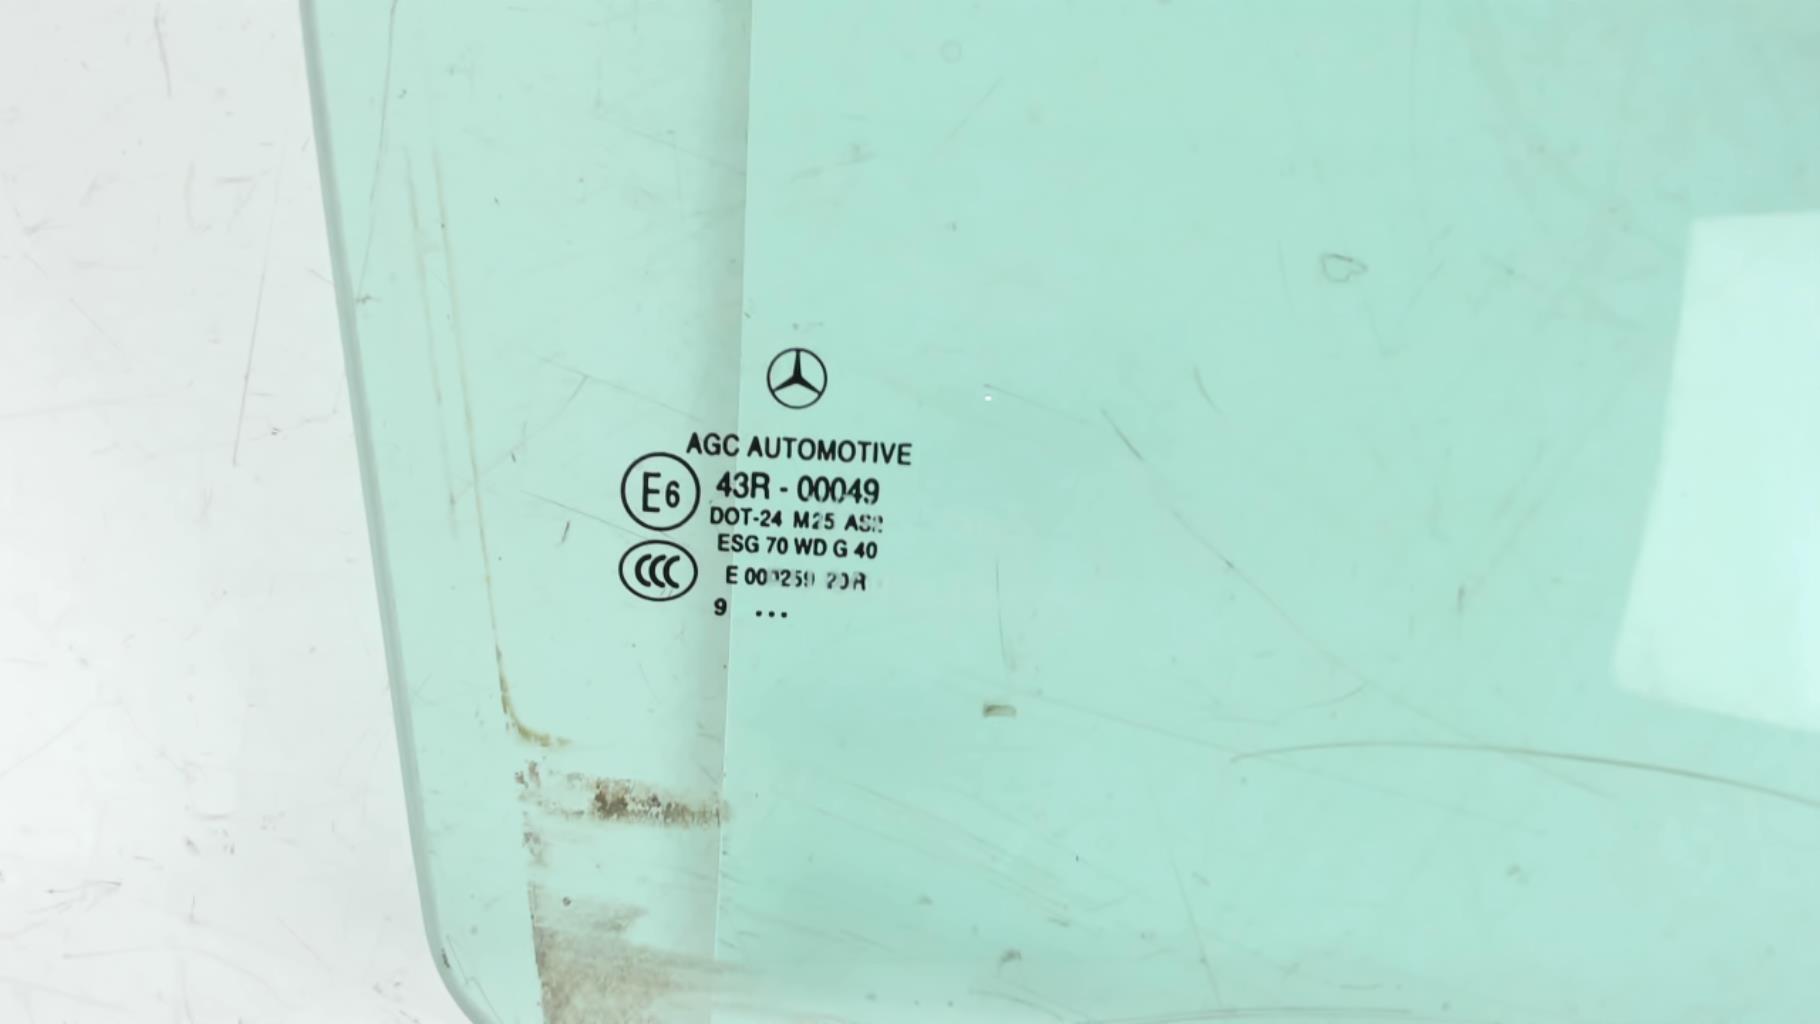 AGC AUTOMOTIVE
E6 43R - 00049
DOT-24 M25
ESG 70 WD G 40
CCC E
9 ...